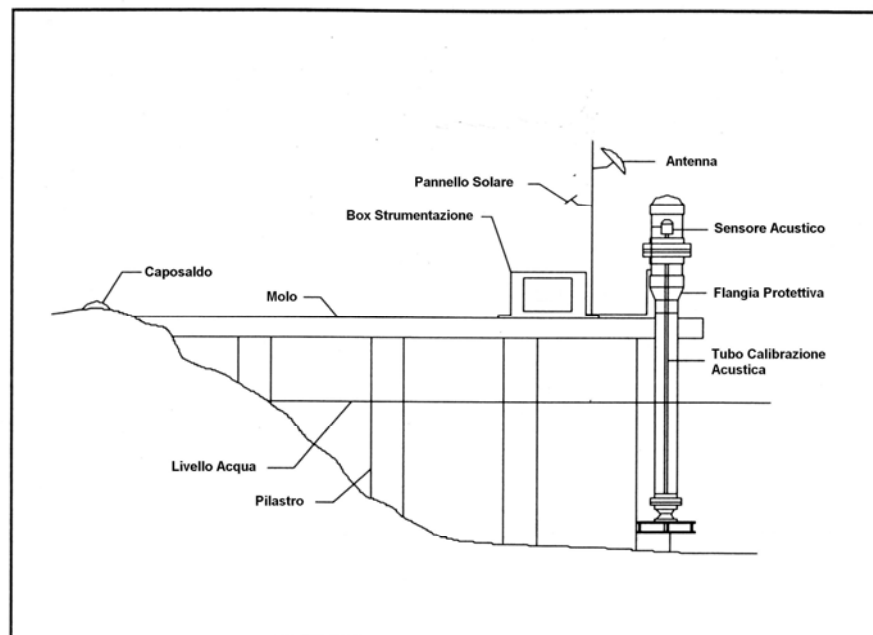 Antenna
Pannello Solare
Box Strumentazione
Sensore Acustico
Caposaldo
Molo
Flangia Protettiva
Tubo Calibrazione
Acustica
Livello Acqua
Pilastro